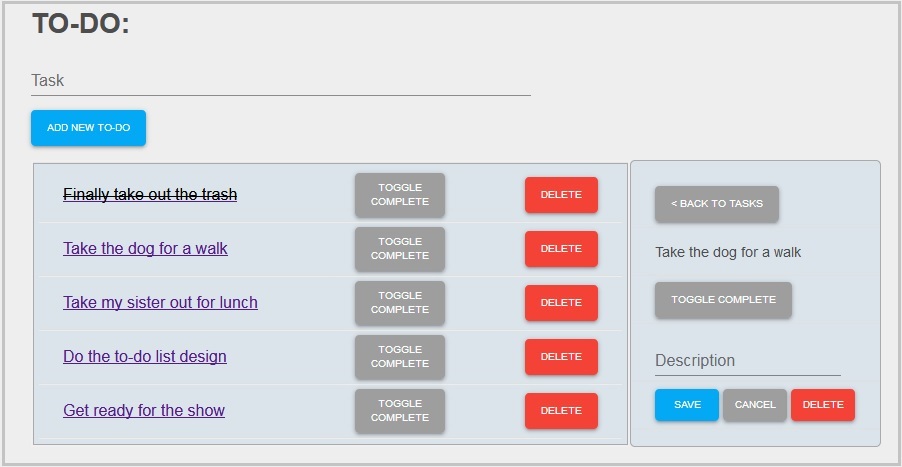 TO-DO:
Task
ADD NEW TO-DO
Finally take out the trash
TOGGLE
COMPLETE
DELETE
Take the dog for a walk
TOGGLE
COMPLETE
DELETE
Take my sister out for lunch
TOGGLE
COMPLETE
DELETE
Do the to-do list design
TOGGLE
COMPLETE
DELETE
Get ready for the show
TOGGLE
COMPLETE
DELETE
< BACK TO TASKS
Take the dog for a walk
TOGGLE COMPLETE
Description
SAVE CANCEL DELETE